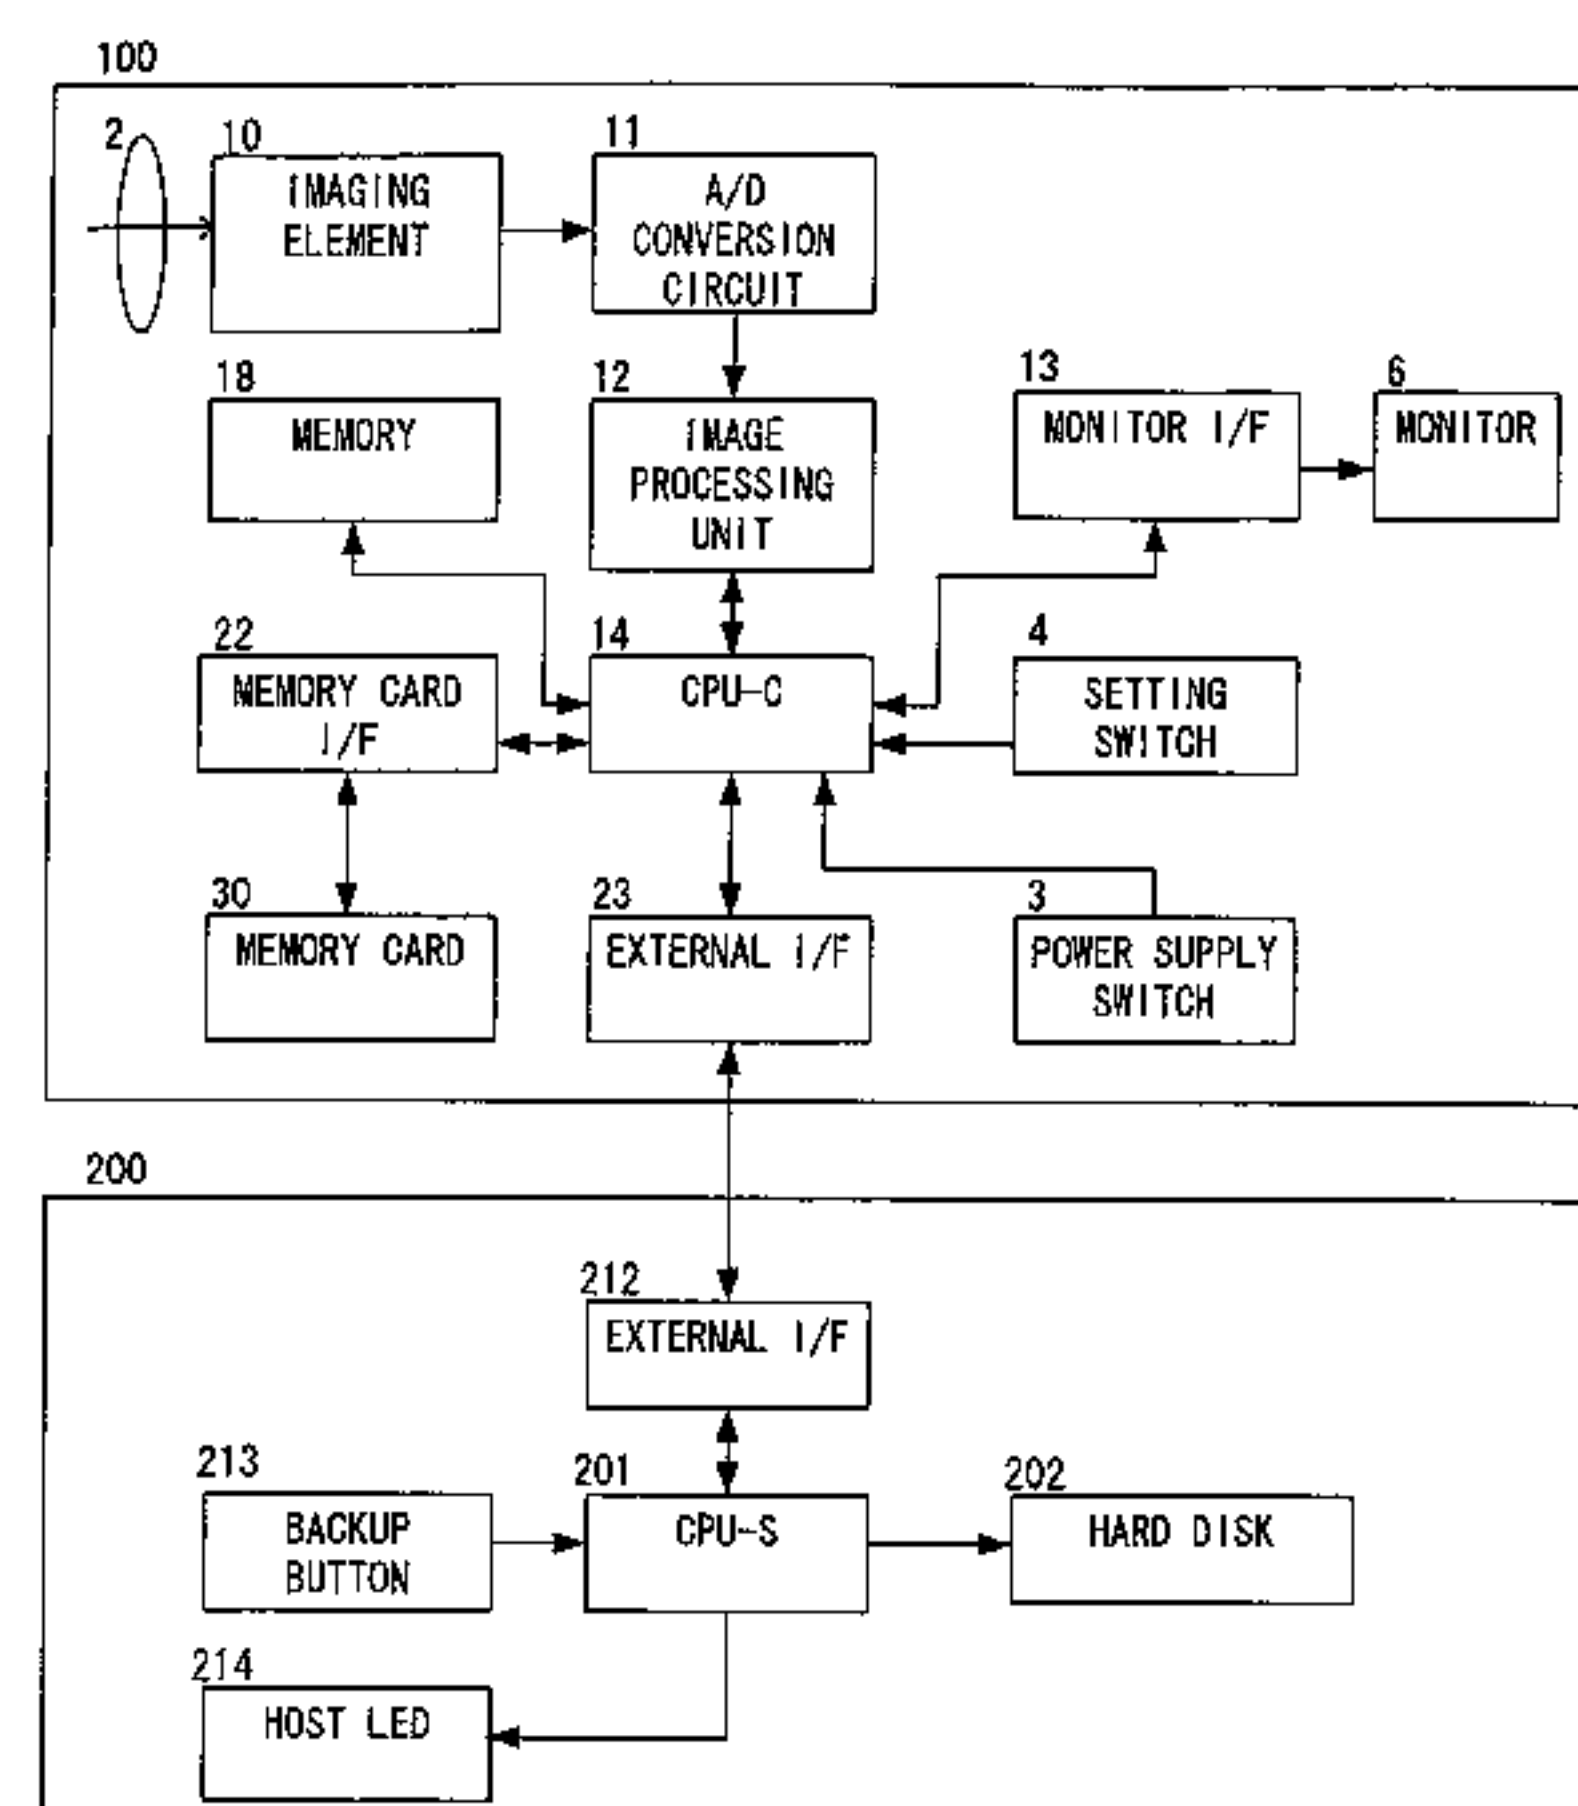 100
2
10
IMAGING
ELEMENT
11
A/D
CONVERSION
CIRCUIT
18
MEMORY
12
IMAGE
PROCESSING
UNIT
13
MONITOR I/F
6
MONITOR
22
MEMORY CARD
I/F
14
CPU-C
4
SETTING
SWITCH
30
MEMORY CARD
23
EXTERNAL I/F
3
POWER SUPPLY
SWITCH
200
212
EXTERNAL I/F
213
BACKUP
BUTTON
201
CPU-S
202
HARD DISK
214
HOST LED